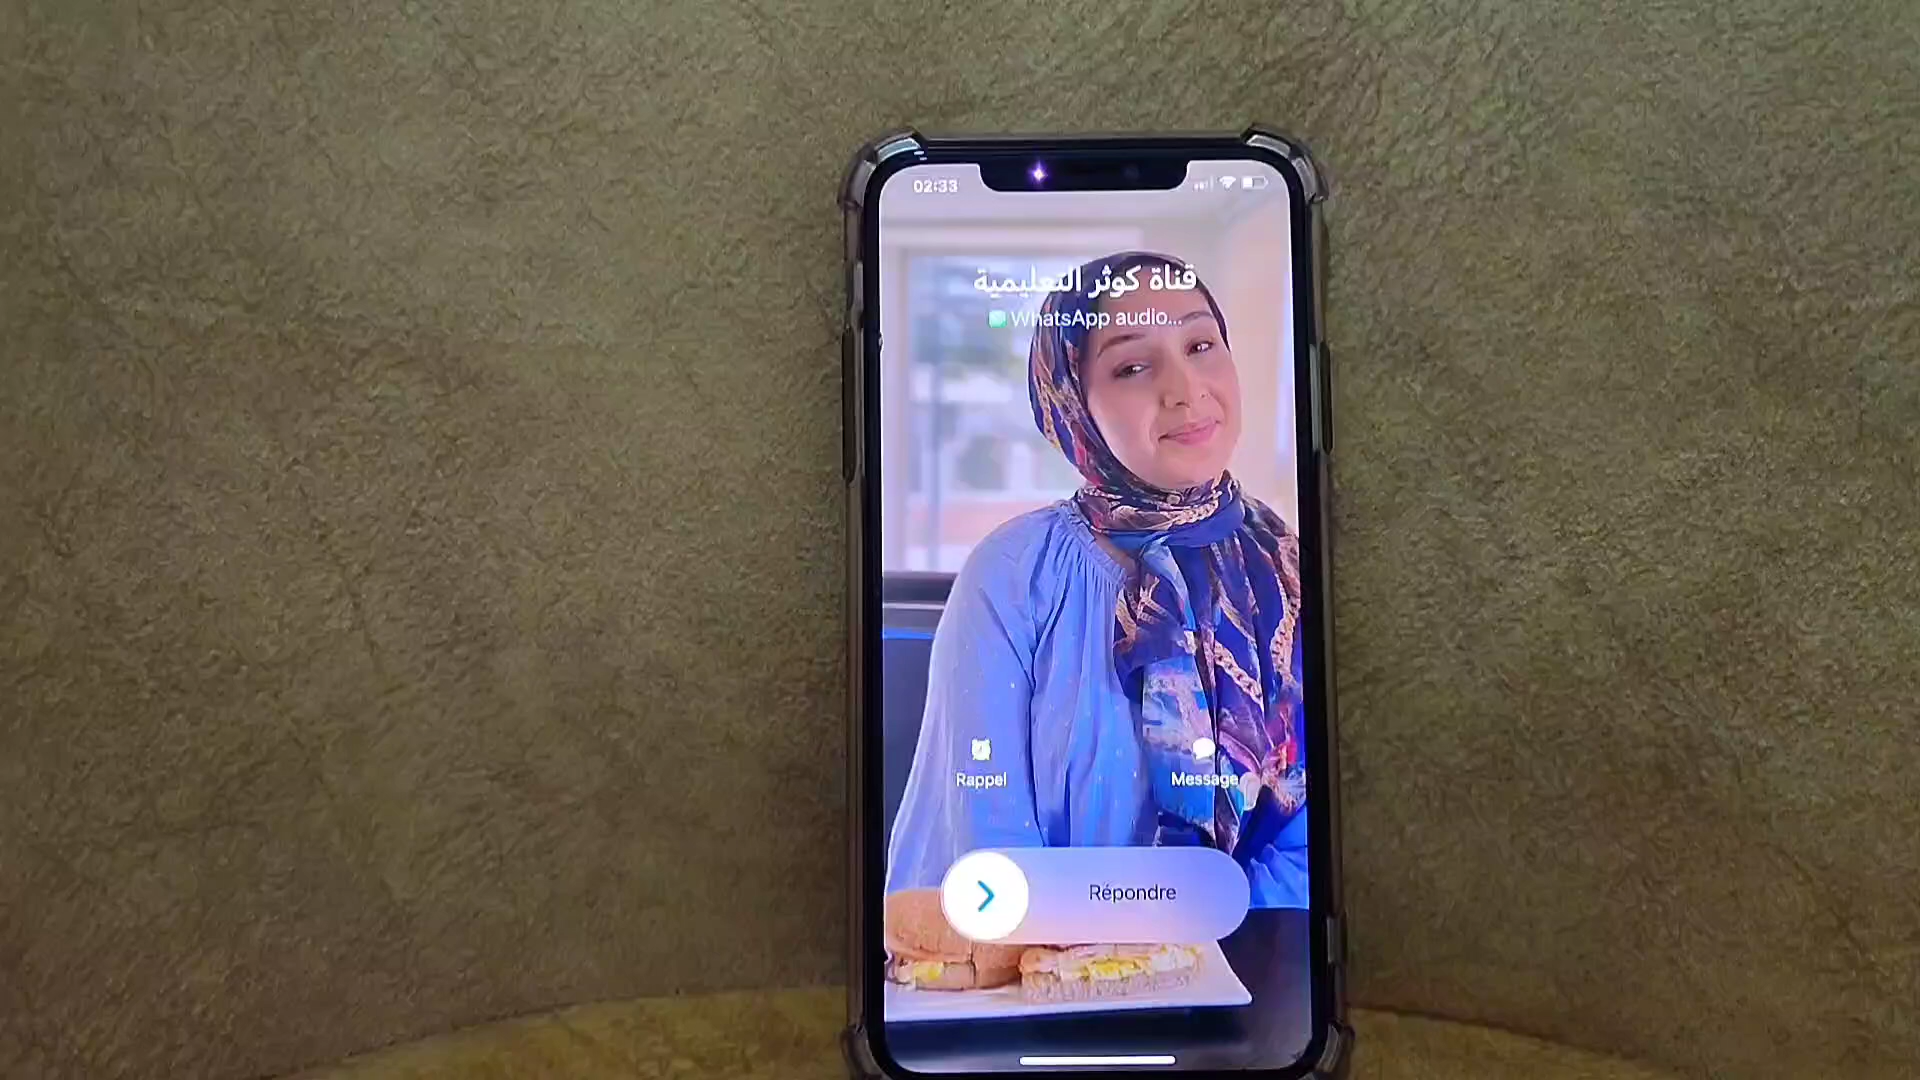 02:33
قناة كوثر التعليمية
WhatsApp audio...
Rappel
Message
Répondre